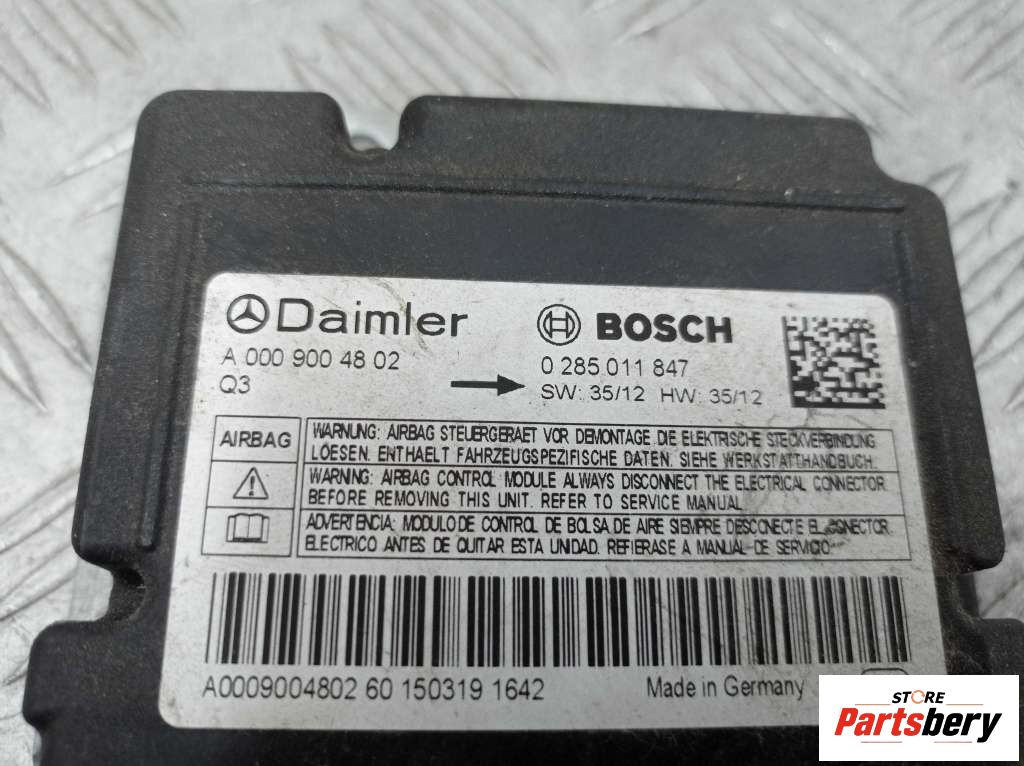 Daimler
BOSCH
A 000 900 48 02
0 285 011 847
Q3
SW: 35/12 HW: 35/12
AIRBAG
WARNUNG: AIRBAG STEUERGERAET VOR DEMONTAGE DIE ELEKTRISCHE STECKVERBINDUNG
LOESEN. ENTHAELT FAHRZEUGSPEZIFISCHE DATEN. SIEHE WERKSTATTHANDBUCH.
WARNING: AIRBAG CONTROL MODULE ALWAYS DISCONNECT THE ELECTRICAL CONNECTOR
BEFORE REMOVING THIS UNIT. REFER TO SERVICE MANUAL
ADVERTENCIA: MODULO DE CONTROL DE BOLSA DE AIRE SIEMPRE DESCONECTE EL CONECTOR
ELECTRICO ANTES DE QUITAR ESTA UNIDAD. REFIERASE A MANUAL DE SERVICIO
A0009004802 60 150319 1642
Made in Germany
STORE
Partsbery